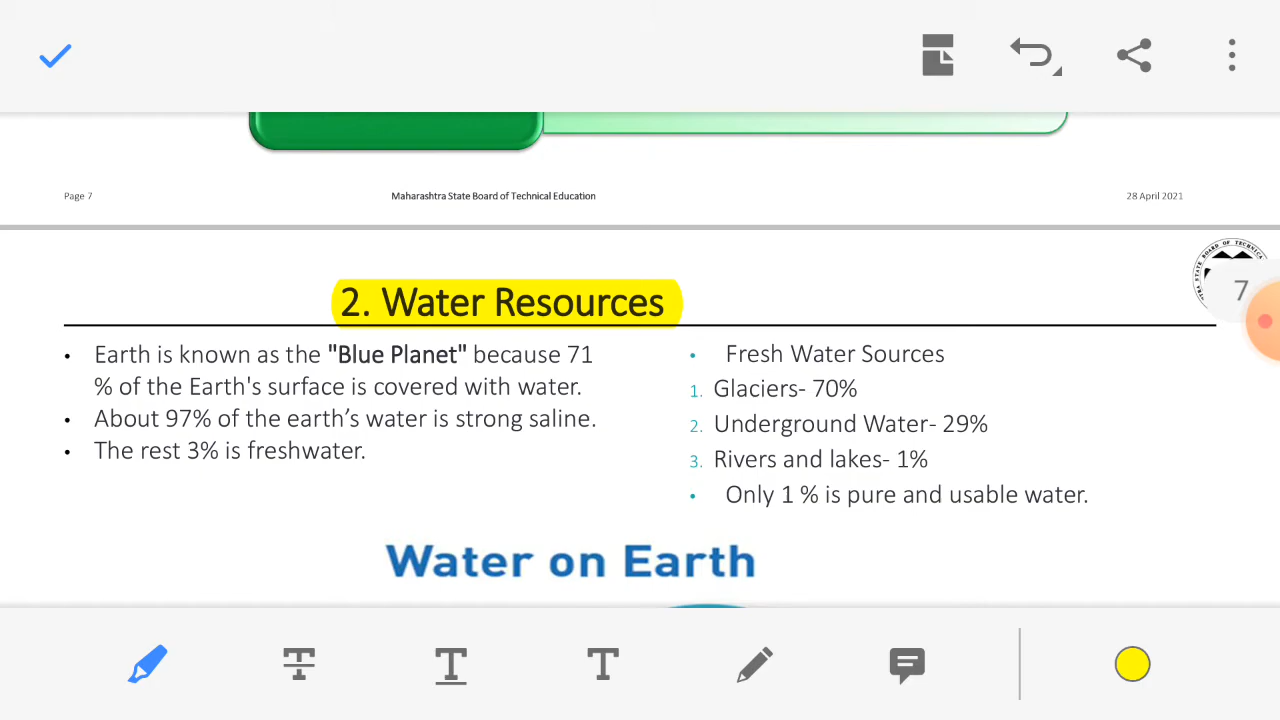 Page 7
Maharashtra State Board of Technical Education
28 April 2021
2. Water Resources
7
• Earth is known as the "Blue Planet" because 71
% of the Earth's surface is covered with water.
• About 97% of the earth’s water is strong saline.
• The rest 3% is freshwater.
• Fresh Water Sources
1. Glaciers- 70%
2. Underground Water- 29%
3. Rivers and lakes- 1%
• Only 1 % is pure and usable water.
Water on Earth